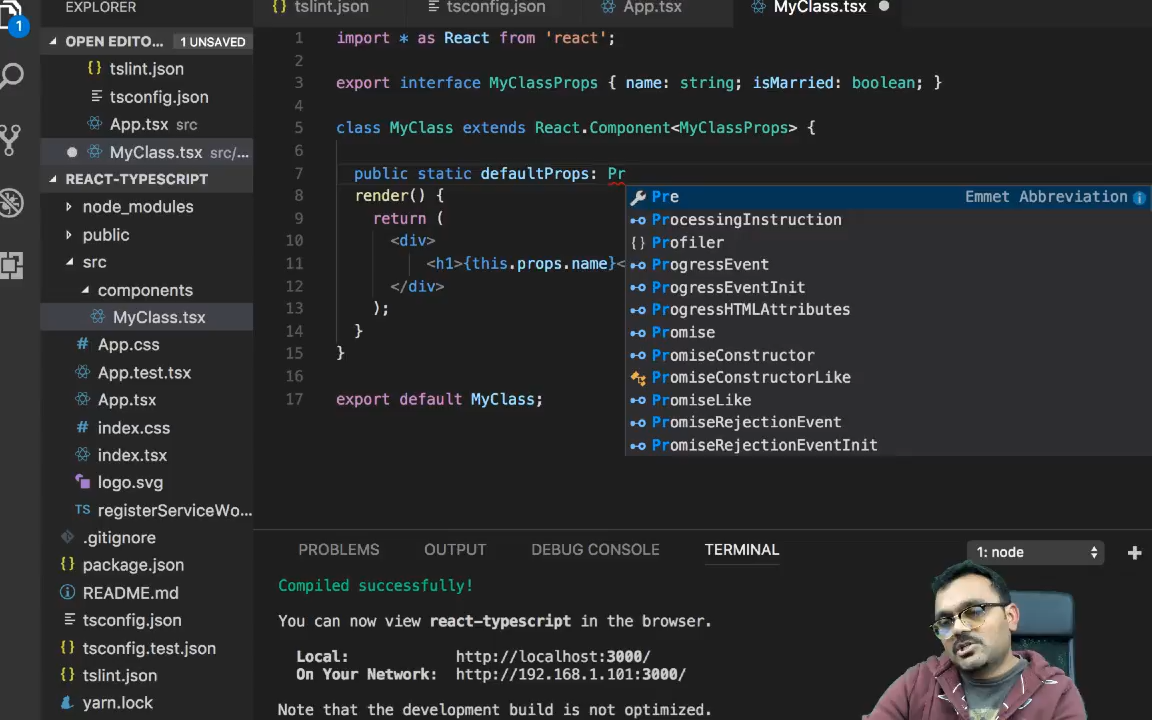 EXPLORER
1
OPEN EDITO... 1 UNSAVED
{} tslint.json
tsconfig.json
App.tsx src
MyClass.tsx src/...
REACT-TYPESCRIPT
node_modules
public
src
components
MyClass.tsx
# App.css
App.test.tsx
App.tsx
# index.css
index.tsx
logo.svg
TS registerServiceWo...
.gitignore
{} package.json
README.md
tsconfig.json
{} tsconfig.test.json
{} tslint.json
yarn.lock
{} tslint.json tsconfig.json App.tsx MyClass.tsx
1 import * as React from 'react';
2
3 export interface MyClassProps { name: string; isMarried: boolean; }
4
5 class MyClass extends React.Component<MyClassProps> {
6
7 public static defaultProps: Pr
8 render() {
9 return (
10 <div>
11 <h1>{this.props.name}<
12 </div>
13 );
14 }
15 }
16
17 export default MyClass;
Pre Emmet Abbreviation
ProcessingInstruction
{} Profiler
ProgressEvent
ProgressEventInit
ProgressHTMLAttributes
Promise
PromiseConstructor
PromiseConstructorLike
PromiseLike
PromiseRejectionEvent
PromiseRejectionEventInit
PROBLEMS OUTPUT DEBUG CONSOLE TERMINAL 1: node
Compiled successfully!
You can now view react-typescript in the browser.
Local: http://localhost:3000/
On Your Network: http://192.168.1.101:3000/
Note that the development build is not optimized.